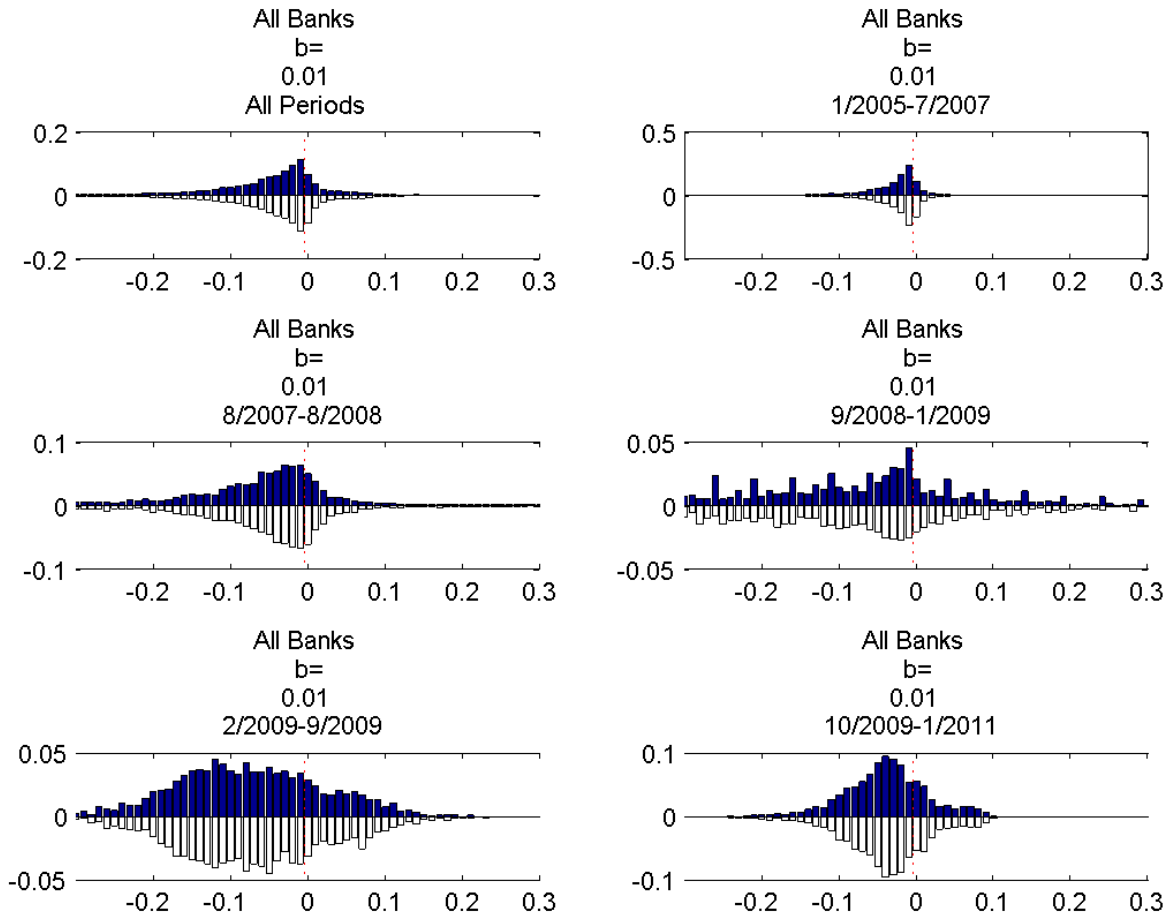 All Banks
b=
0.01
All Periods
0.2
0
-0.2
-0.2 -0.1 0 0.1 0.2 0.3
All Banks
b=
0.01
1/2005-7/2007
0.5
0
-0.5
-0.2 -0.1 0 0.1 0.2 0.3
All Banks
b=
0.01
8/2007-8/2008
0.1
0
-0.1
-0.2 -0.1 0 0.1 0.2 0.3
All Banks
b=
0.01
9/2008-1/2009
0.05
0
-0.05
-0.2 -0.1 0 0.1 0.2 0.3
All Banks
b=
0.01
2/2009-9/2009
0.05
0
-0.05
-0.2 -0.1 0 0.1 0.2 0.3
All Banks
b=
0.01
10/2009-1/2011
0.1
0
-0.1
-0.2 -0.1 0 0.1 0.2 0.3